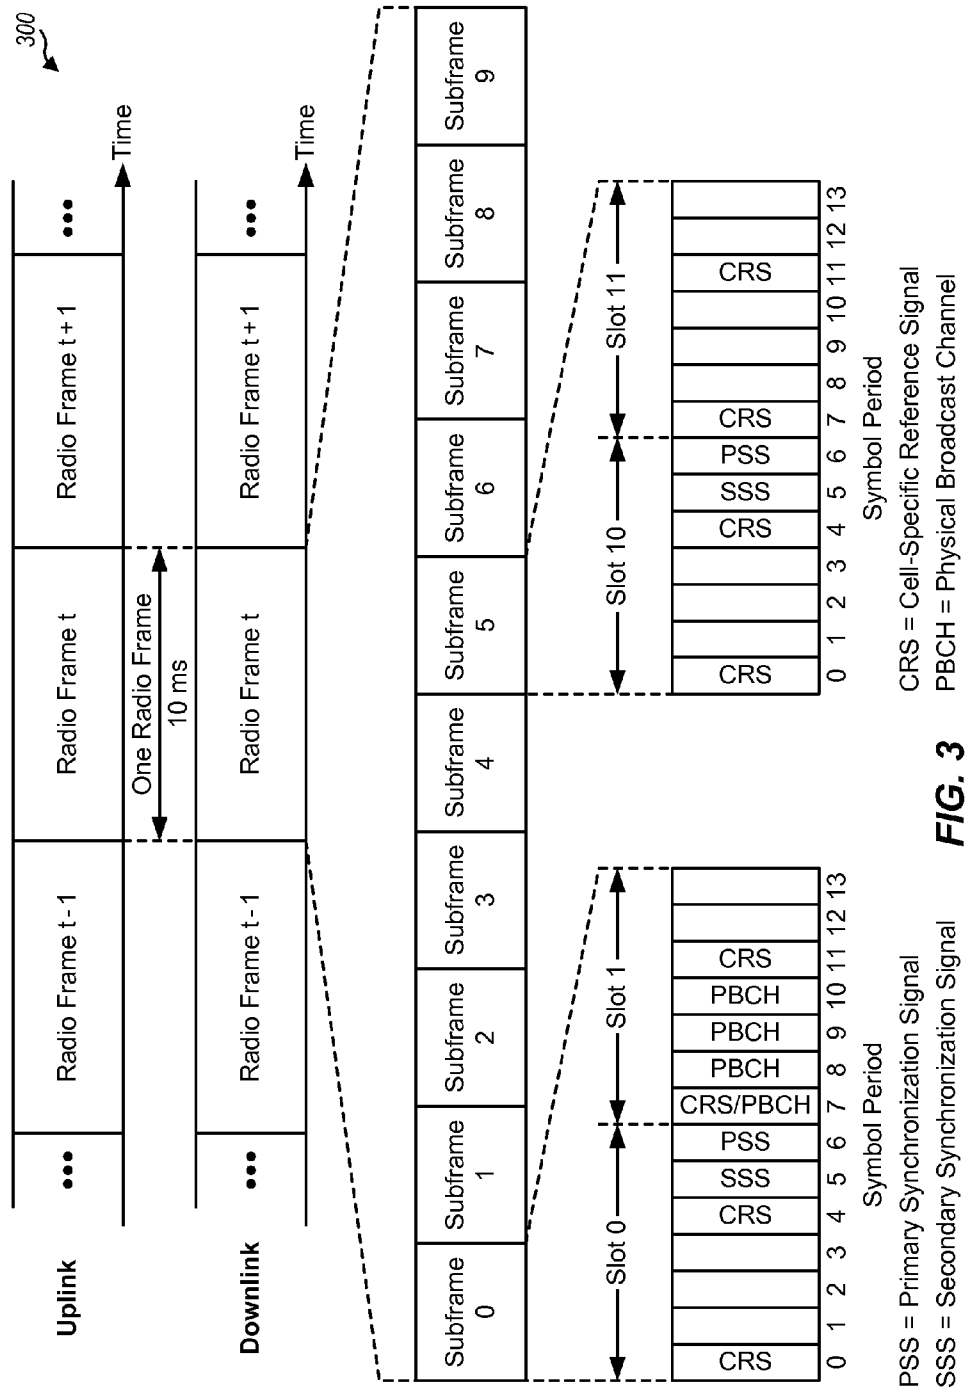 300
Uplink
••• Radio Frame t - 1 Radio Frame t Radio Frame t + 1 •••
Time
One Radio Frame
10 ms
Downlink
••• Radio Frame t - 1 Radio Frame t Radio Frame t + 1 •••
Time
Subframe 0
Subframe 1
Subframe 2
Subframe 3
Subframe 4
Subframe 5
Subframe 6
Subframe 7
Subframe 8
Subframe 9
Slot 0 Slot 1
CRS CRS SSS PSS CRS/PBCH PBCH PBCH PBCH CRS
0 1 2 3 4 5 6 7 8 9 10 11 12 13
Symbol Period
Slot 10 Slot 11
CRS CRS SSS PSS CRS CRS
0 1 2 3 4 5 6 7 8 9 10 11 12 13
Symbol Period
PSS = Primary Synchronization Signal
SSS = Secondary Synchronization Signal
CRS = Cell-Specific Reference Signal
PBCH = Physical Broadcast Channel
FIG. 3